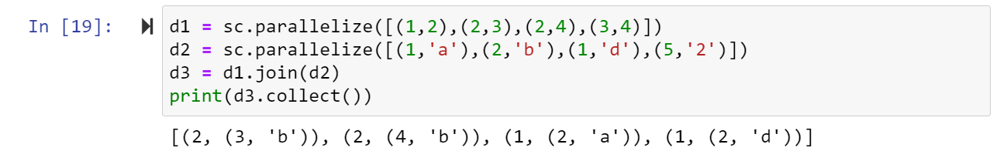 In [19]: d1 = sc.parallelize([(1,2),(2,3),(2,4),(3,4)])
d2 = sc.parallelize([(1,'a'),(2,'b'),(1,'d'),(5,'2')])
d3 = d1.join(d2)
print(d3.collect())
[(2, (3, 'b')), (2, (4, 'b')), (1, (2, 'a')), (1, (2, 'd'))]